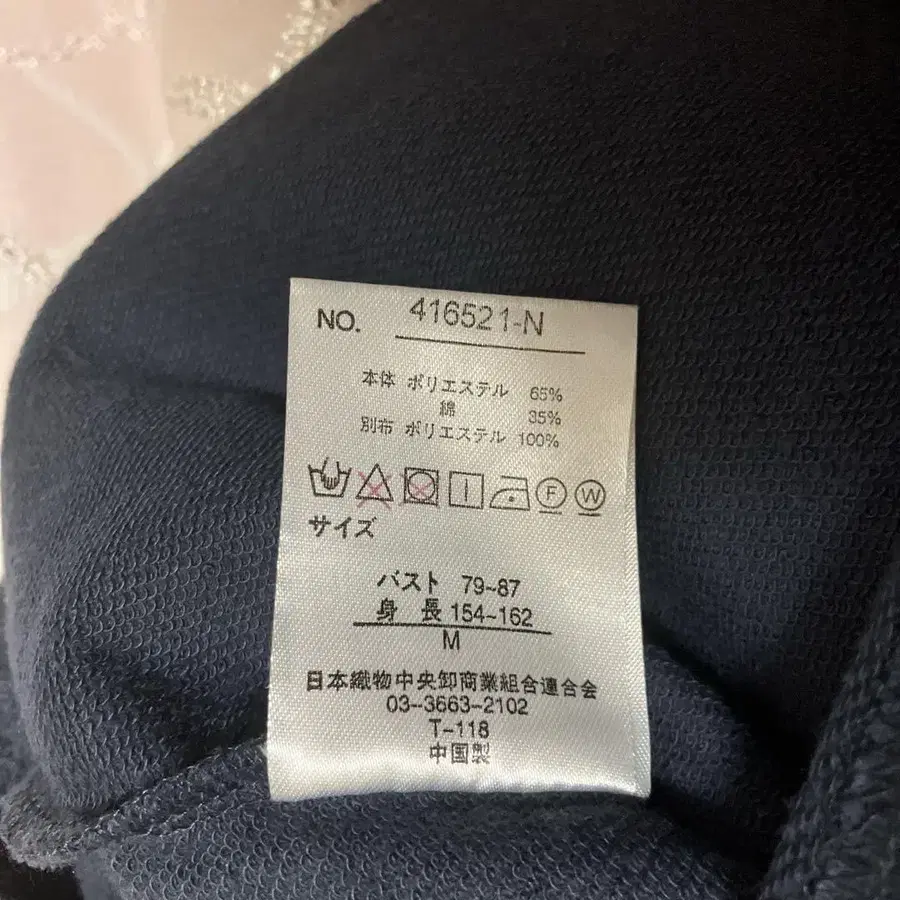 NO. 416521-N
本体 ポリエステル 65%
綿 35%
別布 ポリエステル 100%
F W
サイズ
バスト 79~87
身 長 154~162
M
日本織物中央卸商業組合連合会
03-3663-2102
T-118
中国製